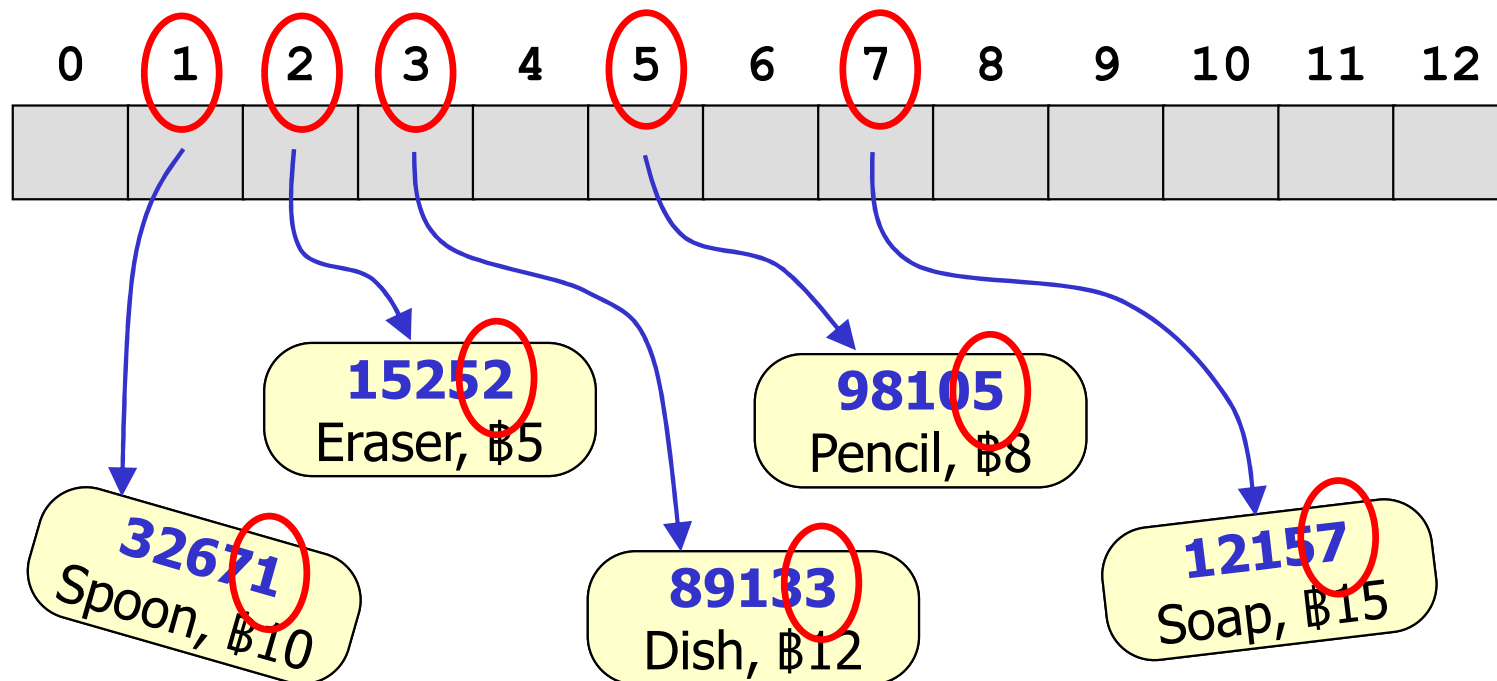 0 1 2 3 4 5 6 7 8 9 10 11 12
15252
Eraser, ฿5
98105
Pencil, ฿8
32671
Spoon, ฿10
89133
Dish, ฿12
12157
Soap, ฿15